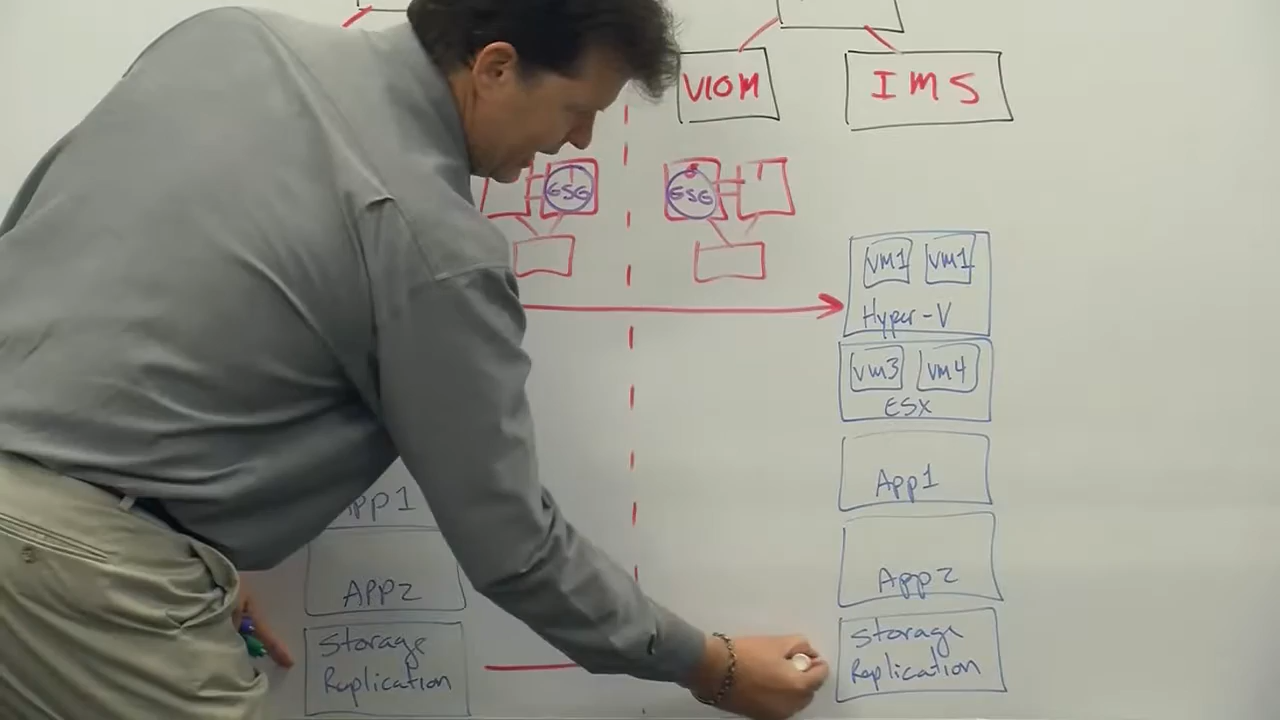 VIOM
IMS
ESG
ESG
vm1
vm1
Hyper-V
vm3
vm4
ESX
App1
App1
App2
APP2
Storage
Replication
Storage
Replication